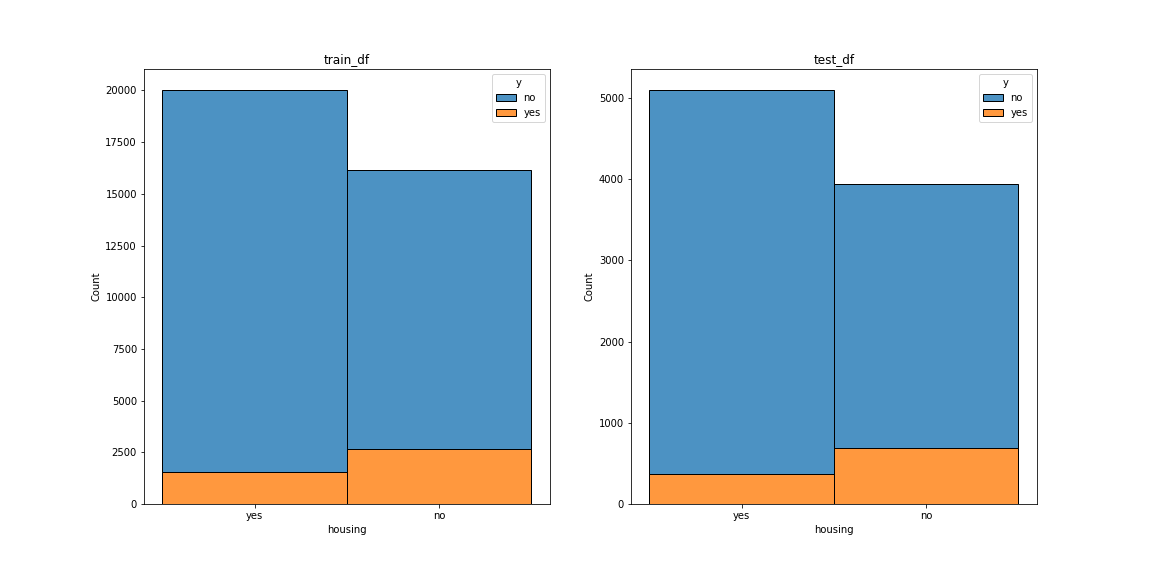 train_df
y
no
yes
20000
17500
15000
12500
10000
7500
5000
2500
0
Count
yes no
housing
test_df
y
no
yes
5000
4000
3000
2000
1000
0
Count
yes no
housing